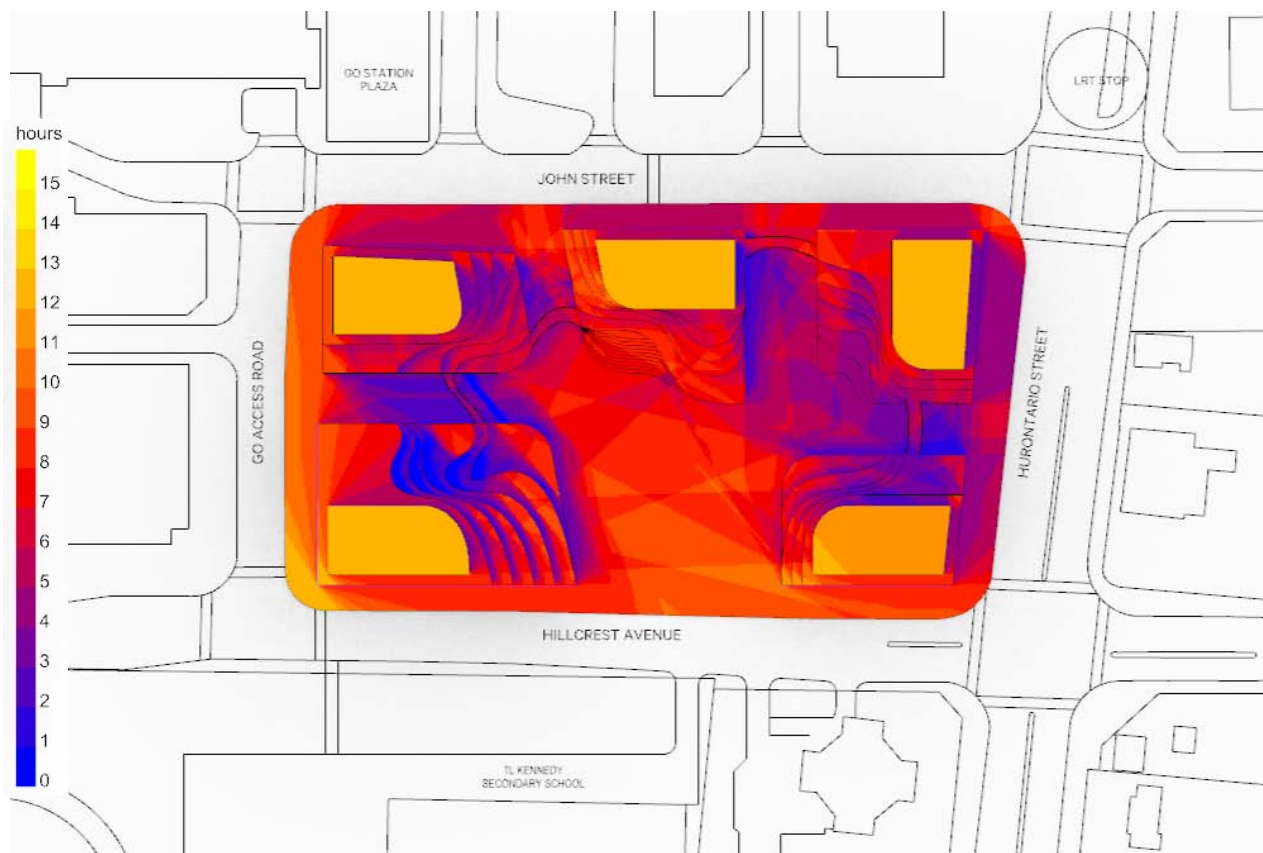 GO STATION
PLAZA
LRT STOP
hours
15
14
13
12
11
10
9
8
7
6
5
4
3
2
1
0
JOHN STREET
GO ACCESS ROAD
HURONTARIO STREET
HILLCREST AVENUE
TL KENNEDY
SECONDARY SCHOOL